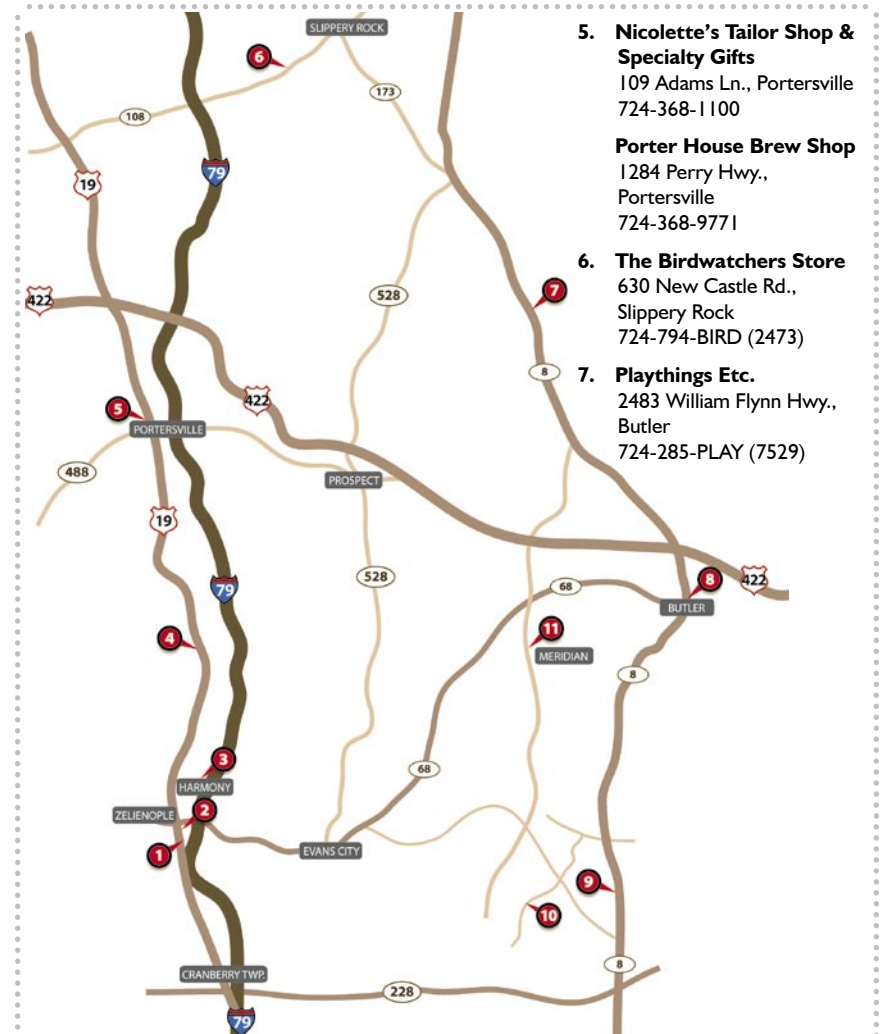 SLIPPERY ROCK
6
173
108
79
19
422
528
7
8
422
5
PORTERSVILLE
488
PROSPECT
19
528
79
422
68
8
BUTLER
4
11
MERIDIAN
8
3
68
HARMONY
2
ZELIENOPLE
1
EVANS CITY
9
10
8
CRANBERRY TWP.
228
79
5. Nicolette's Tailor Shop &
Specialty Gifts
109 Adams Ln., Portersville
724-368-1100
Porter House Brew Shop
1284 Perry Hwy.,
Portersville
724-368-9771
6. The Birdwatchers Store
630 New Castle Rd.,
Slippery Rock
724-794-BIRD (2473)
7. Playthings Etc.
2483 William Flynn Hwy.,
Butler
724-285-PLAY (7529)